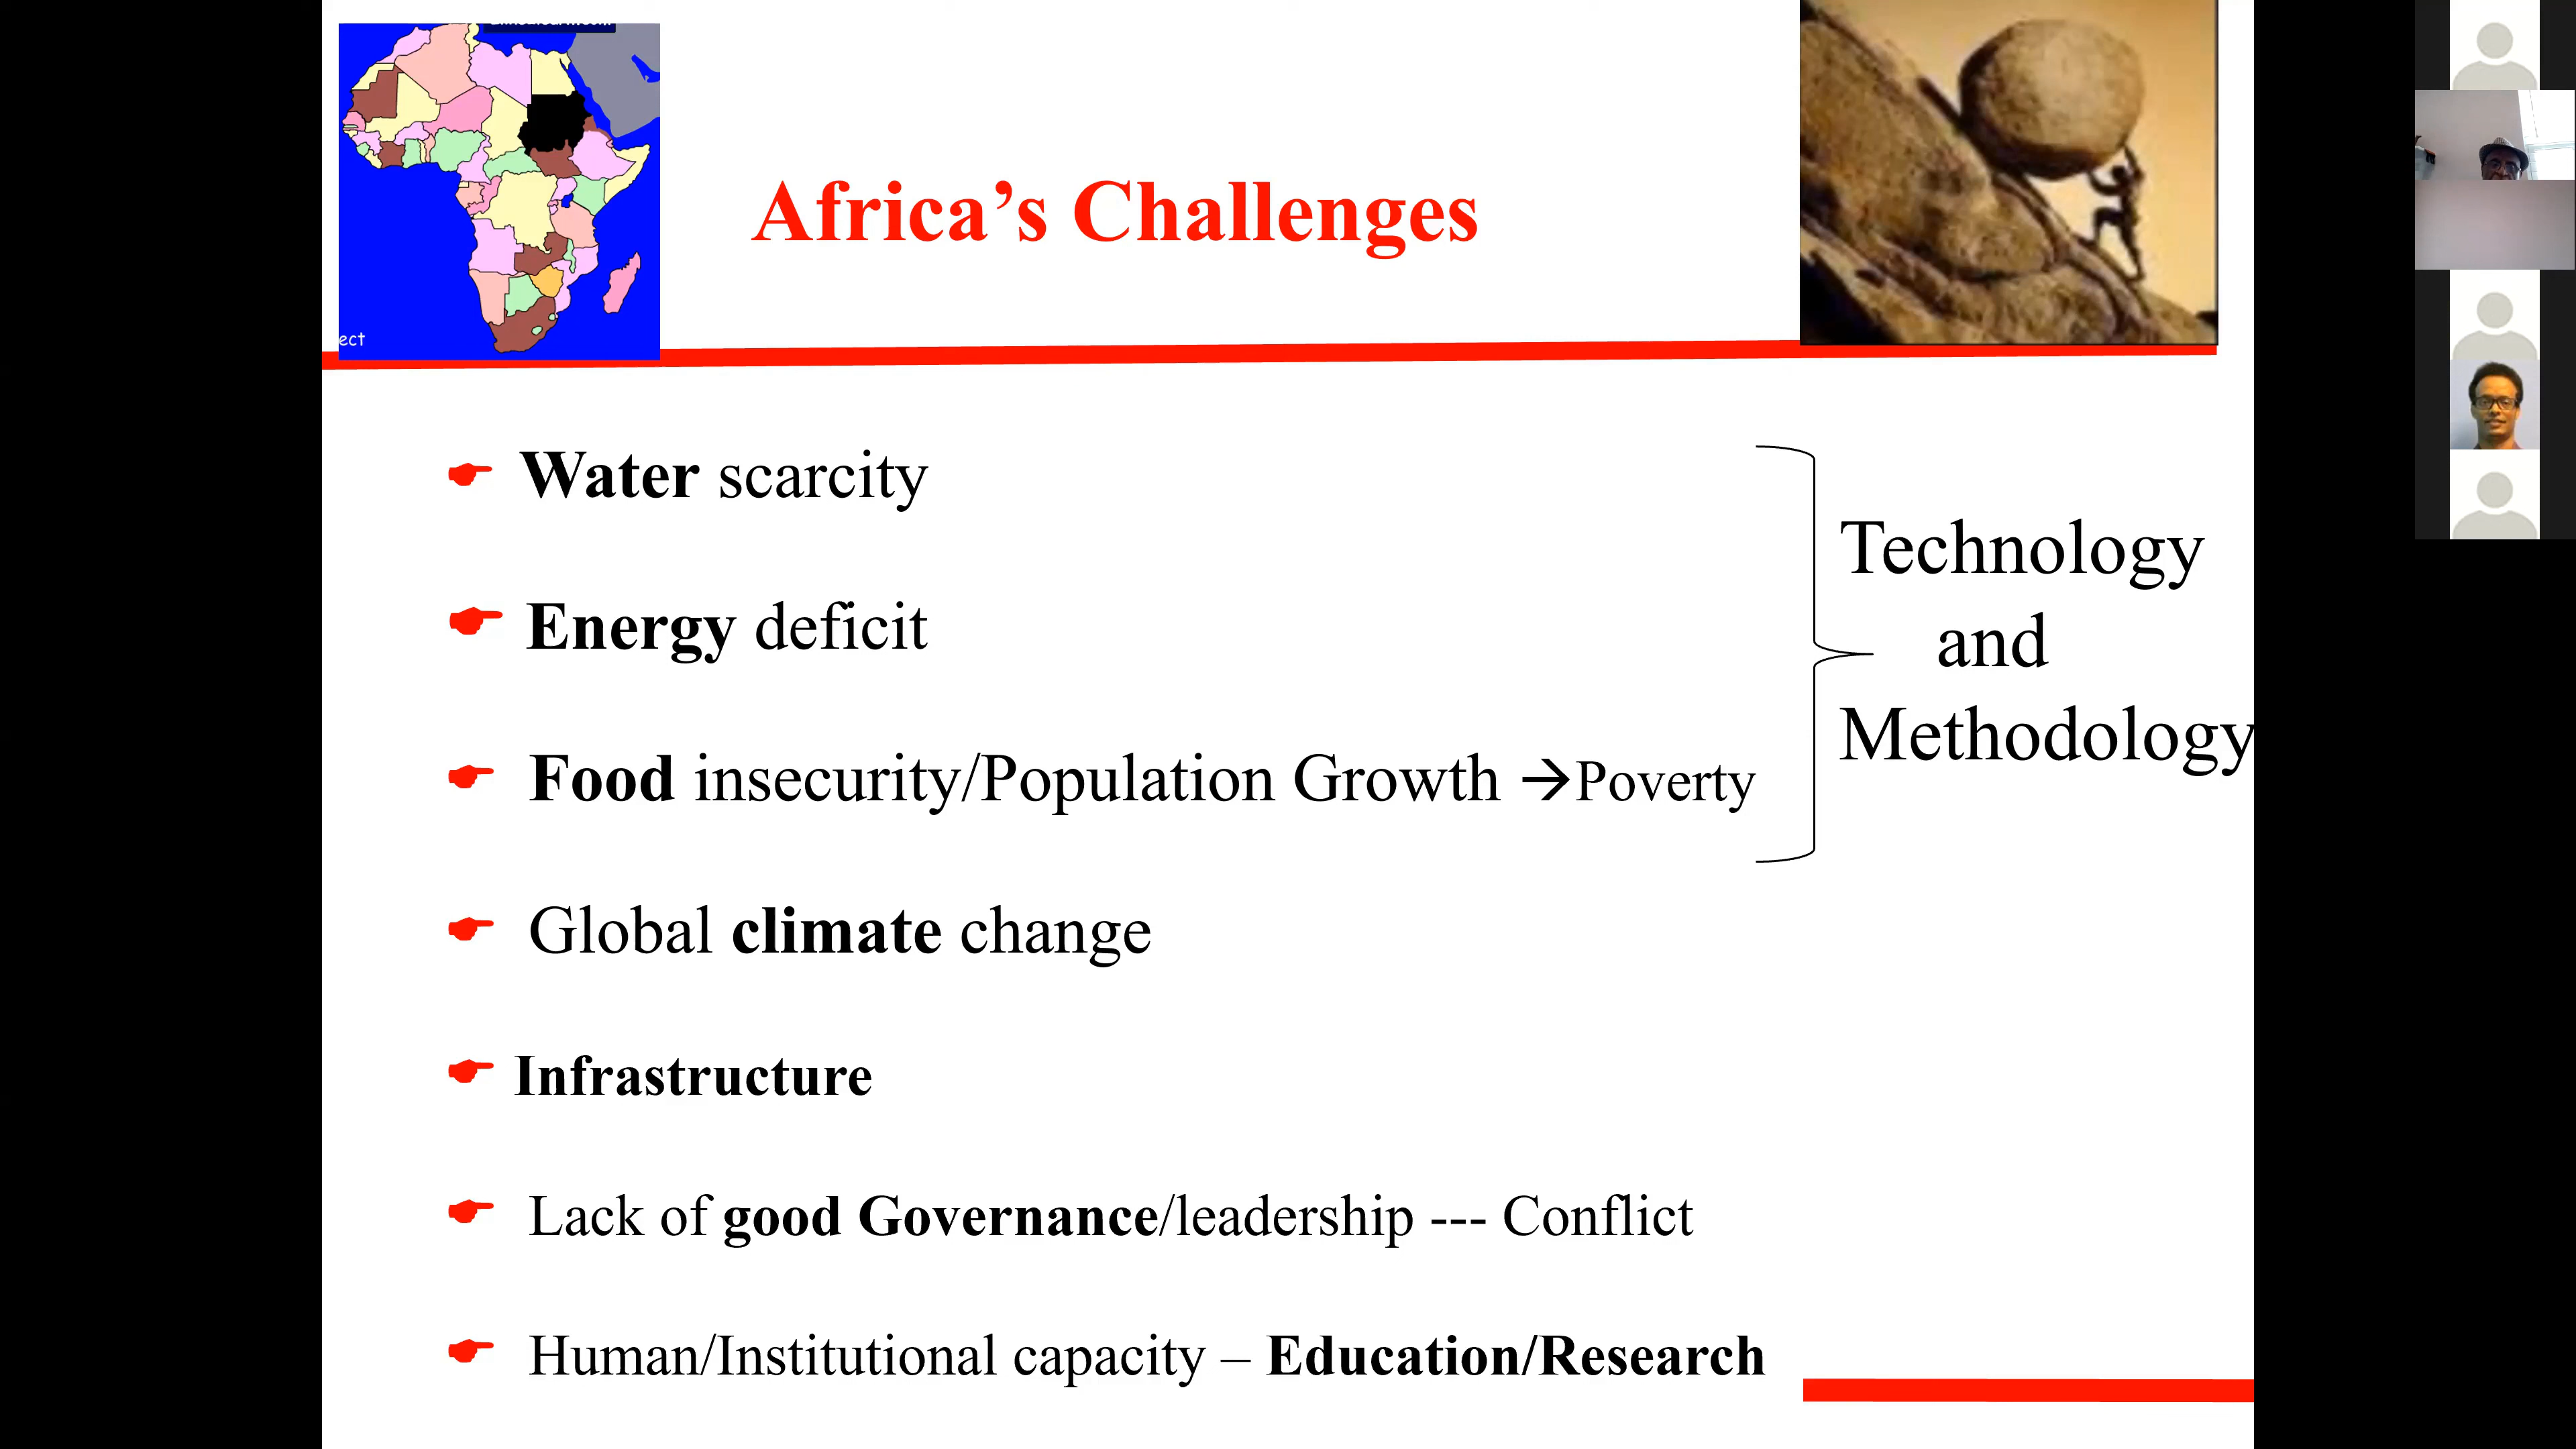 ect
Africa’s Challenges
Water scarcity
Energy deficit
Food insecurity/Population Growth →Poverty
Technology
and
Methodology
Global climate change
Infrastructure
Lack of good Governance/leadership --- Conflict
Human/Institutional capacity – Education/Research